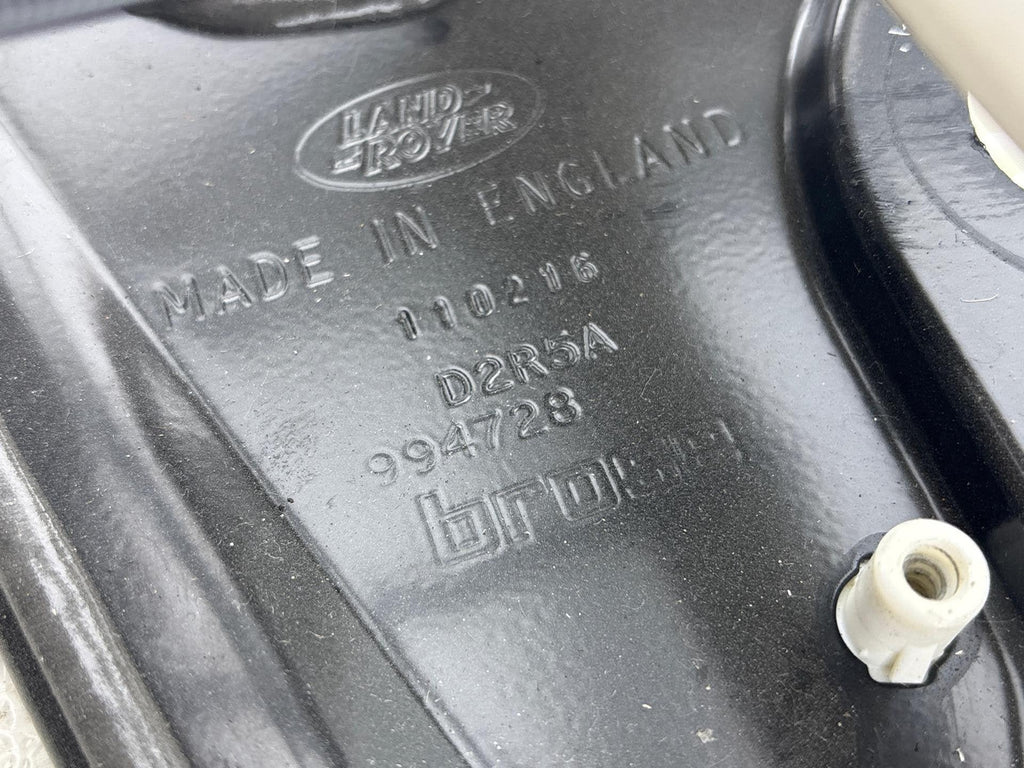 LAND
ROVER
MADE IN ENGLAND
110216
D2R5A
994728
brose